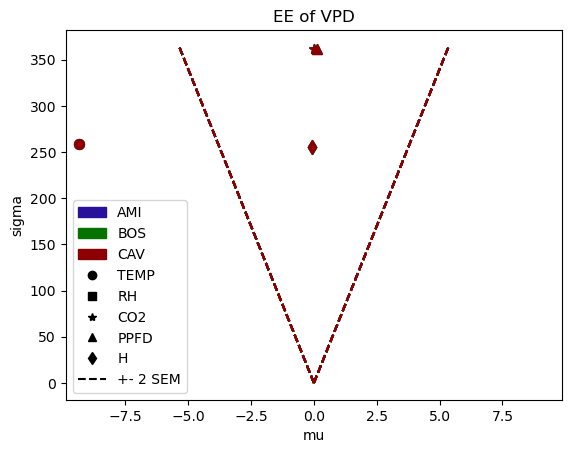 EE of VPD
sigma
350
300
250
200
150
100
50
0
AMI
BOS
CAV
TEMP
RH
CO2
PPFD
H
+- 2 SEM
−7.5
−5.0
−2.5
0.0
2.5
5.0
7.5
mu